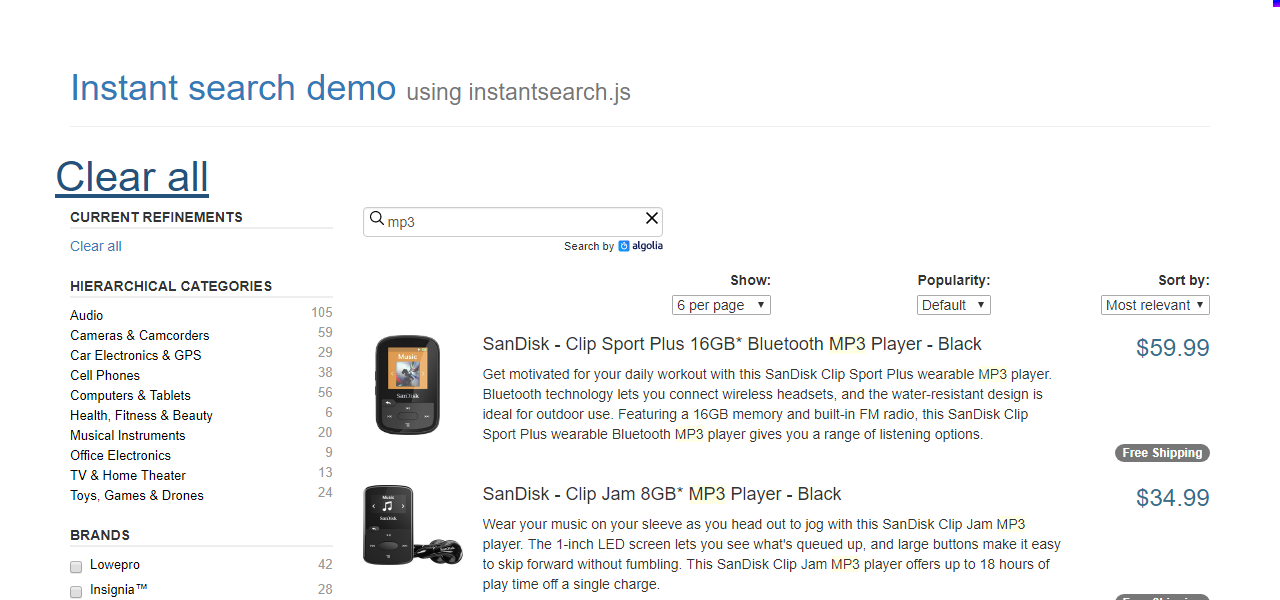 Instant search demo using instantsearch.js
Clear all
CURRENT REFINEMENTS
Clear all
HIERARCHICAL CATEGORIES
Audio 105
Cameras & Camcorders 59
Car Electronics & GPS 29
Cell Phones 38
Computers & Tablets 56
Health, Fitness & Beauty 6
Musical Instruments 20
Office Electronics 9
TV & Home Theater 13
Toys, Games & Drones 24
BRANDS
Lowepro 42
Insignia™ 28
mp3
Search by algolia
Show: Popularity: Sort by:
6 per page Default Most relevant
Music
SanDisk
SanDisk - Clip Sport Plus 16GB* Bluetooth MP3 Player - Black $59.99
Get motivated for your daily workout with this SanDisk Clip Sport Plus wearable MP3 player.
Bluetooth technology lets you connect wireless headsets, and the water-resistant design is
ideal for outdoor use. Featuring a 16GB memory and built-in FM radio, this SanDisk Clip
Sport Plus wearable Bluetooth MP3 player gives you a range of listening options.
Free Shipping
Music
SanDisk
SanDisk - Clip Jam 8GB* MP3 Player - Black $34.99
Wear your music on your sleeve as you head out to jog with this SanDisk Clip Jam MP3
player. The 1-inch LED screen lets you see what's queued up, and large buttons make it easy
to skip forward without fumbling. This SanDisk Clip Jam MP3 player offers up to 18 hours of
play time off a single charge.